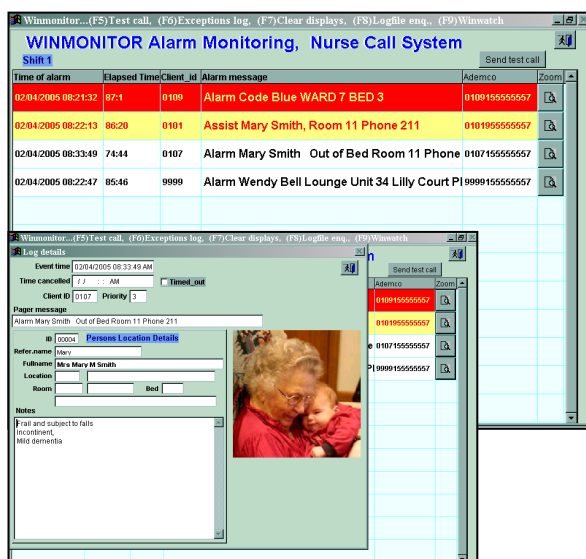 Winmonitor...(F5)Test call, (F6)Exceptions log, (F7)Clear displays, (F8)Logfile enq., (F9)Winwatch
WINMONITOR Alarm Monitoring, Nurse Call System
Shift 1
Send test call
Time of alarm Elapsed Time Client_id Alarm message Ademco Zoom
02/04/2005 08:21:32 87:1 0109 Alarm Code Blue WARD 7 BED 3 0109155555557
02/04/2005 08:22:13 86:20 0101 Assist Mary Smith, Room 11 Phone 211 0101955555557
02/04/2005 08:33:49 74:44 0107 Alarm Mary Smith Out of Bed Room 11 Phone 0107155555557
02/04/2005 08:22:47 85:46 9999 Alarm Wendy Bell Lounge Unit 34 Lilly Court Pl 9999155555557
Winmonitor...(F5)Test call, (F6)Exceptions log, (F7)Clear displays, (F8)Logfile enq., (F9)Winwatch
Log details
Event time 02/04/2005 08:33:49 AM
Time cancelled / / : : AM Timed_out
Client ID 0107 Priority 3
Pager message
Alarm Mary Smith Out of Bed Room 11 Phone 211
ID 00004 Persons Location Details
Refer.name Mary
Fullname Mrs Mary M Smith
Location
Room Bed
Notes
Frail and subject to falls
Incontinent,
Mild dementia
n
Send test call
Ademco Zoom
0109155555557
0101955555557
e 0107155555557
Pl 9999155555557